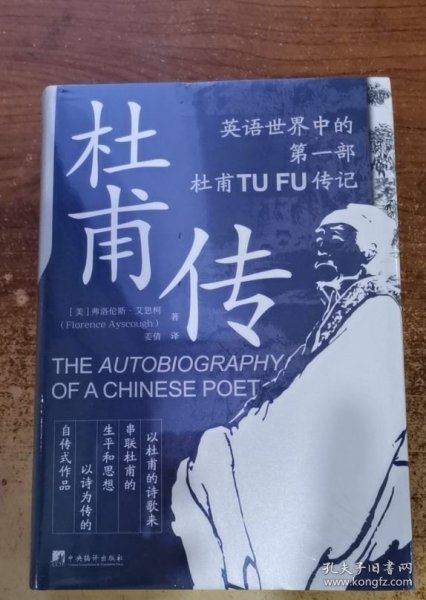 杜甫传
英语世界中的
第一部
杜甫TU FU传记
[美]弗洛伦斯·艾思柯 著
(Florence Ayscough)
姜倩 译
THE AUTOBIOGRAPHY
OF A CHINESE POET
以杜甫的诗歌来
串联杜甫的
生平和思想
以诗为传的
自传式作品
中央编译出版社
孔夫子旧书网
www.kongfz.com